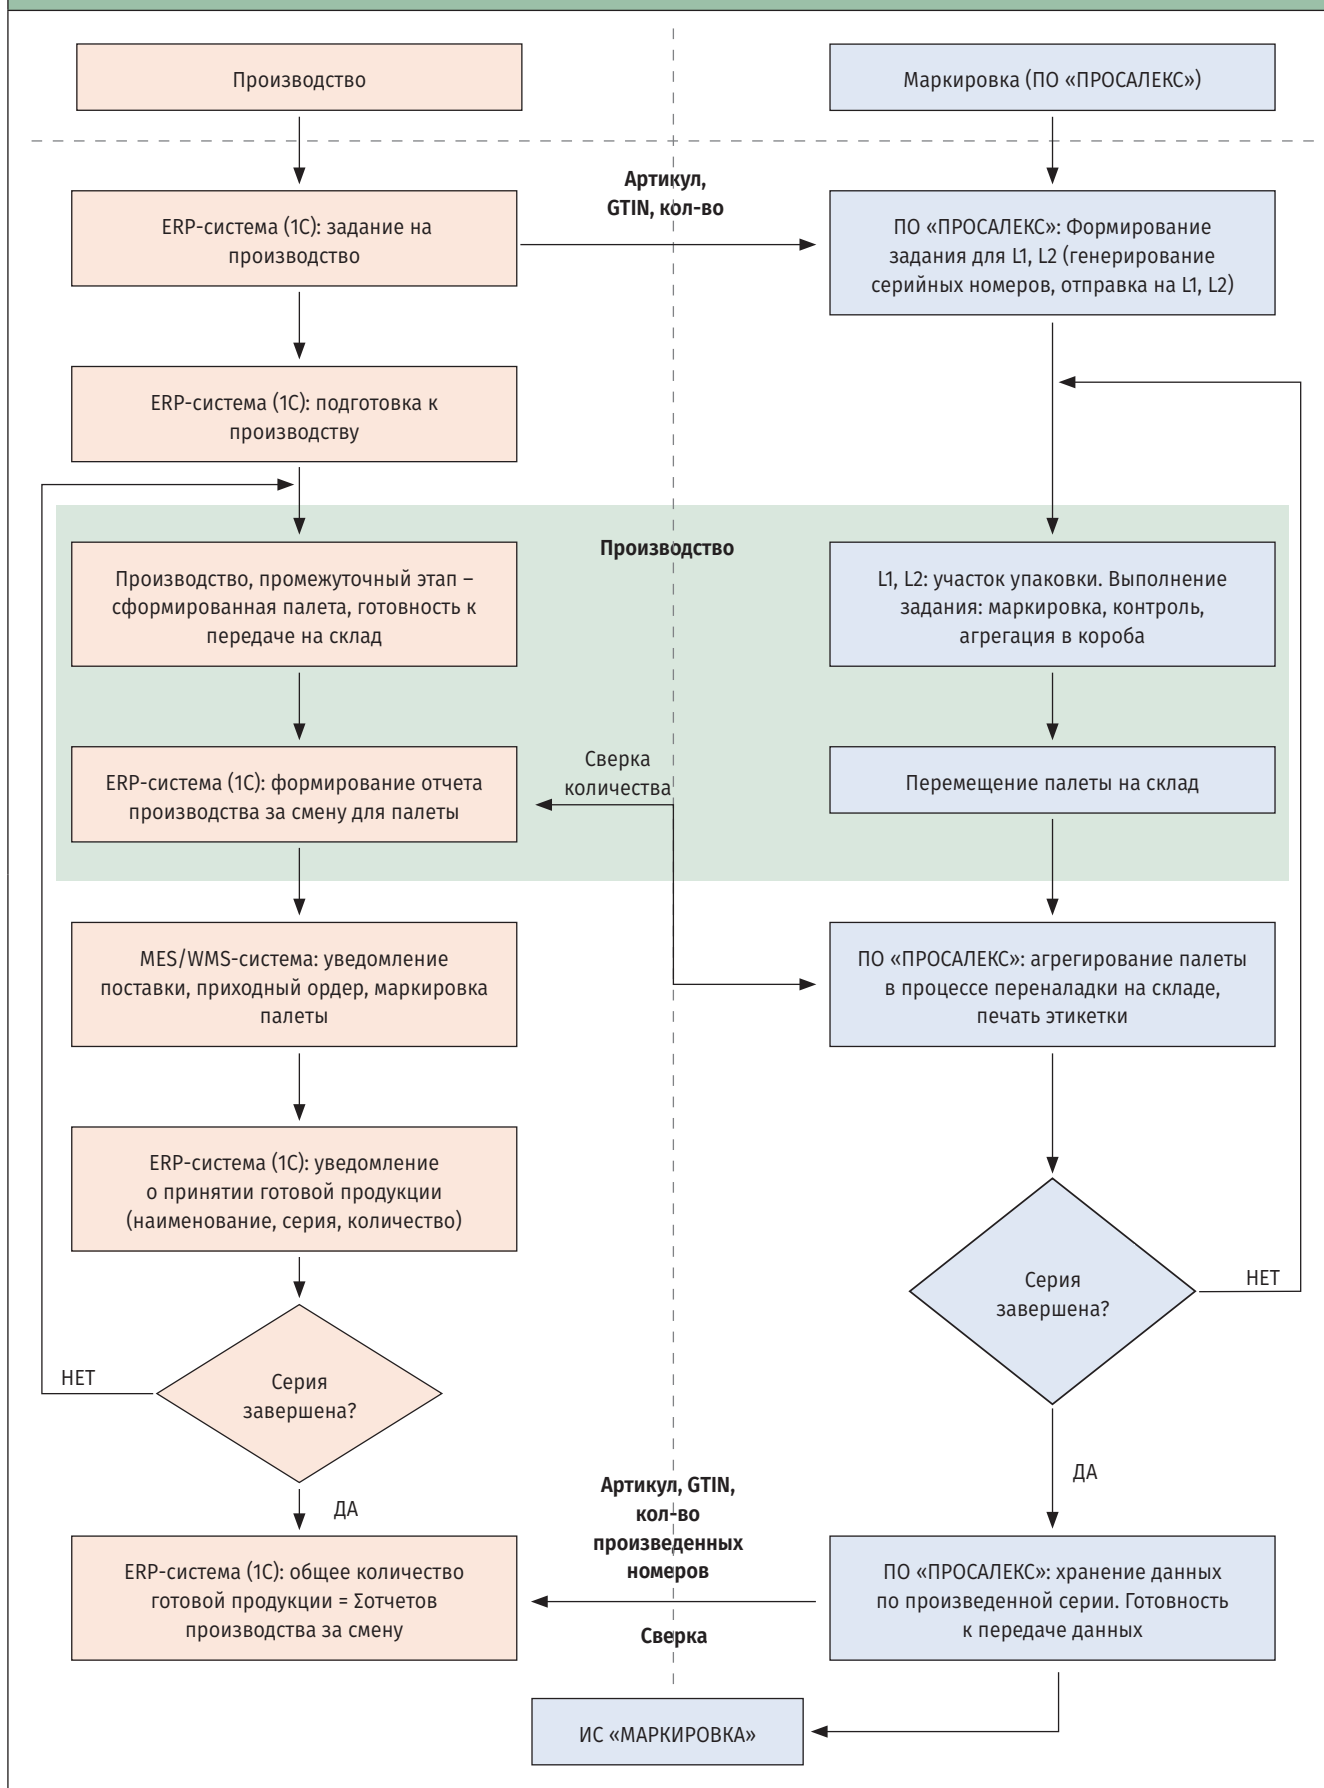 Производство
Маркировка (ПО «ПРОСАЛЕКС»)
Артикул,
GTIN, кол-во
ERP-система (1С): задание на
производство
ПО «ПРОСАЛЕКС»: Формирование
задания для L1, L2 (генерирование
серийных номеров, отправка на L1, L2)
ERP-система (1С): подготовка к
производству
Производство
Производство, промежуточный этап –
сформированная палета, готовность к
передаче на склад
L1, L2: участок упаковки. Выполнение
задания: маркировка, контроль,
агрегация в короба
Сверка
количества
ERP-система (1С): формирование отчета
производства за смену для палеты
Перемещение палеты на склад
MES/WMS-система: уведомление
поставки, приходный ордер, маркировка
палеты
ПО «ПРОСАЛЕКС»: агрегирование палеты
в процессе переналадки на складе,
печать этикетки
ERP-система (1С): уведомление
о принятии готовой продукции
(наименование, серия, количество)
Серия
завершена?
НЕТ
НЕТ
Серия
завершена?
ДА
ДА
Артикул, GTIN,
кол-во
произведенных
номеров
Сверка
ERP-система (1С): общее количество
готовой продукции = Σотчетов
производства за смену
ПО «ПРОСАЛЕКС»: хранение данных
по произведенной серии. Готовность
к передаче данных
ИС «МАРКИРОВКА»